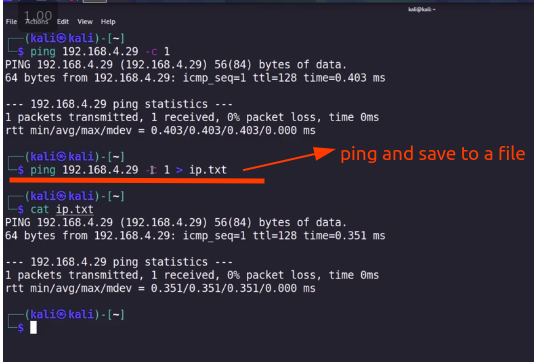 kali@kali: ~
1.00
File Actions Edit View Help
(kali㉿kali)-[~]
$ ping 192.168.4.29 -c 1
PING 192.168.4.29 (192.168.4.29) 56(84) bytes of data.
64 bytes from 192.168.4.29: icmp_seq=1 ttl=128 time=0.403 ms
--- 192.168.4.29 ping statistics ---
1 packets transmitted, 1 received, 0% packet loss, time 0ms
rtt min/avg/max/mdev = 0.403/0.403/0.403/0.000 ms
(kali㉿kali)-[~]
$ ping 192.168.4.29 -c 1 > ip.txt
ping and save to a file
(kali㉿kali)-[~]
$ cat ip.txt
PING 192.168.4.29 (192.168.4.29) 56(84) bytes of data.
64 bytes from 192.168.4.29: icmp_seq=1 ttl=128 time=0.351 ms
--- 192.168.4.29 ping statistics ---
1 packets transmitted, 1 received, 0% packet loss, time 0ms
rtt min/avg/max/mdev = 0.351/0.351/0.351/0.000 ms
(kali㉿kali)-[~]
$